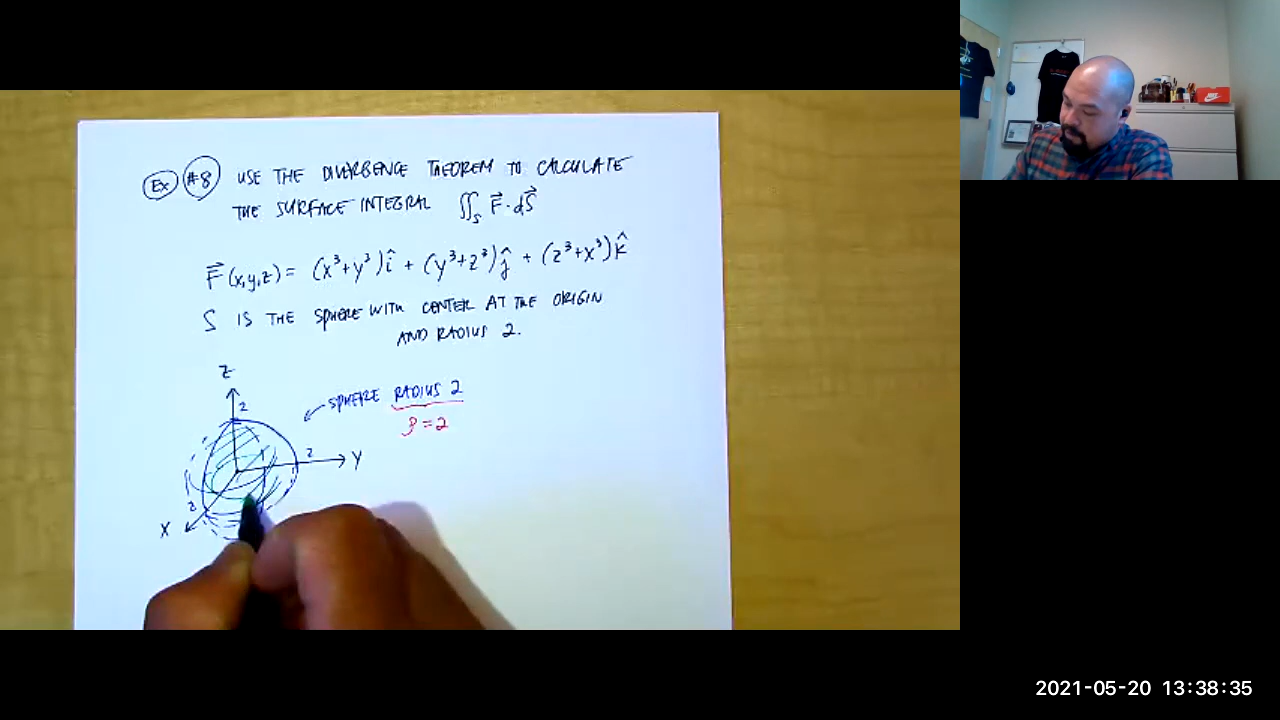 Ex #8 USE THE DIVERGENCE THEOREM TO CALCULATE
THE SURFACE INTEGRAL ∬_S F⃗ · dS⃗
F⃗(x,y,z) = (x³+y³)î + (y³+z³)ĵ + (z³+x³)k̂
S IS THE SPHERE WITH CENTER AT THE ORIGIN
AND RADIUS 2.
Z
2
SPHERE RADIUS 2
ρ = 2
2
Y
2
X
2021-05-20 13:38:35